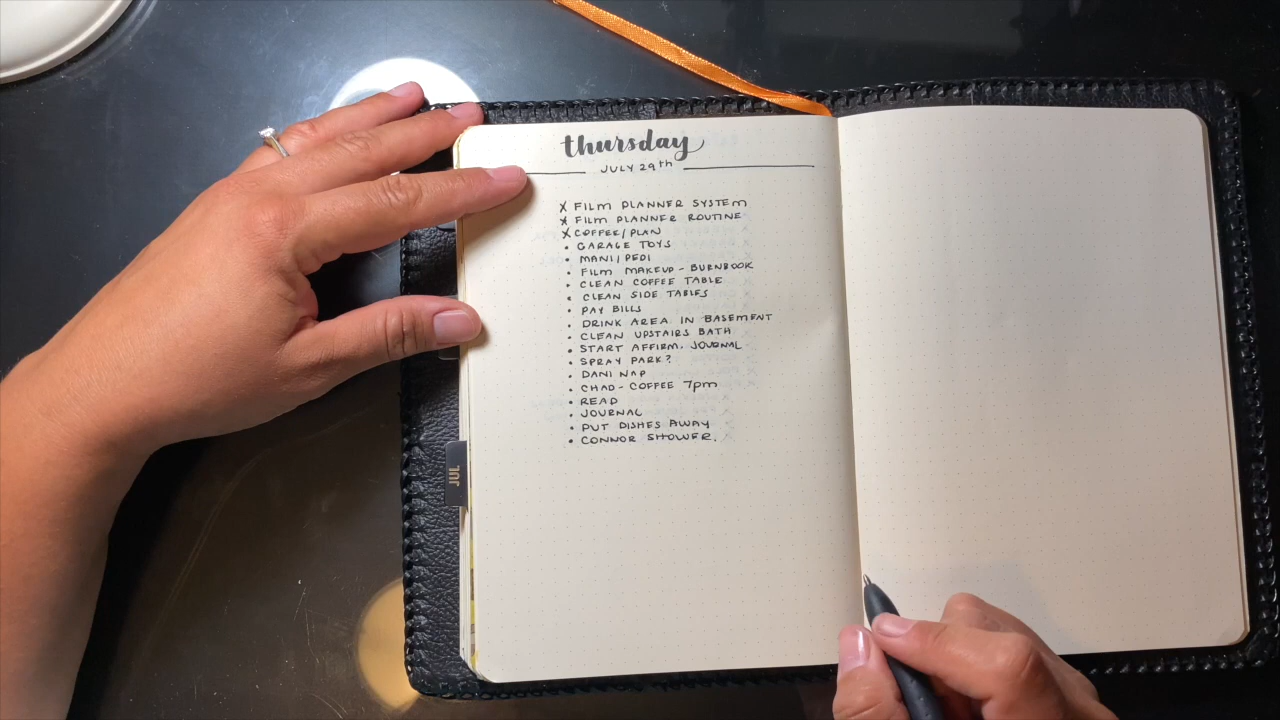 thursday
JULY 29th
X FILM PLANNER SYSTEM
X FILM PLANNER ROUTINE
X COFFEE/PLAN
• GARAGE TOYS
• MANI/PEDI
• FILM MAKEUP - BURNBOOK
• CLEAN COFFEE TABLE
• CLEAN SIDE TABLES
• PAY BILLS
• DRINK AREA IN BASEMENT
• CLEAN UPSTAIRS BATH
• START AFFIRM. JOURNAL
• SPRAY PARK?
• DANI NAP
• CHAD - COFFEE 7pm
• READ
• JOURNAL
• PUT DISHES AWAY
• CONNOR SHOWER.
JUL